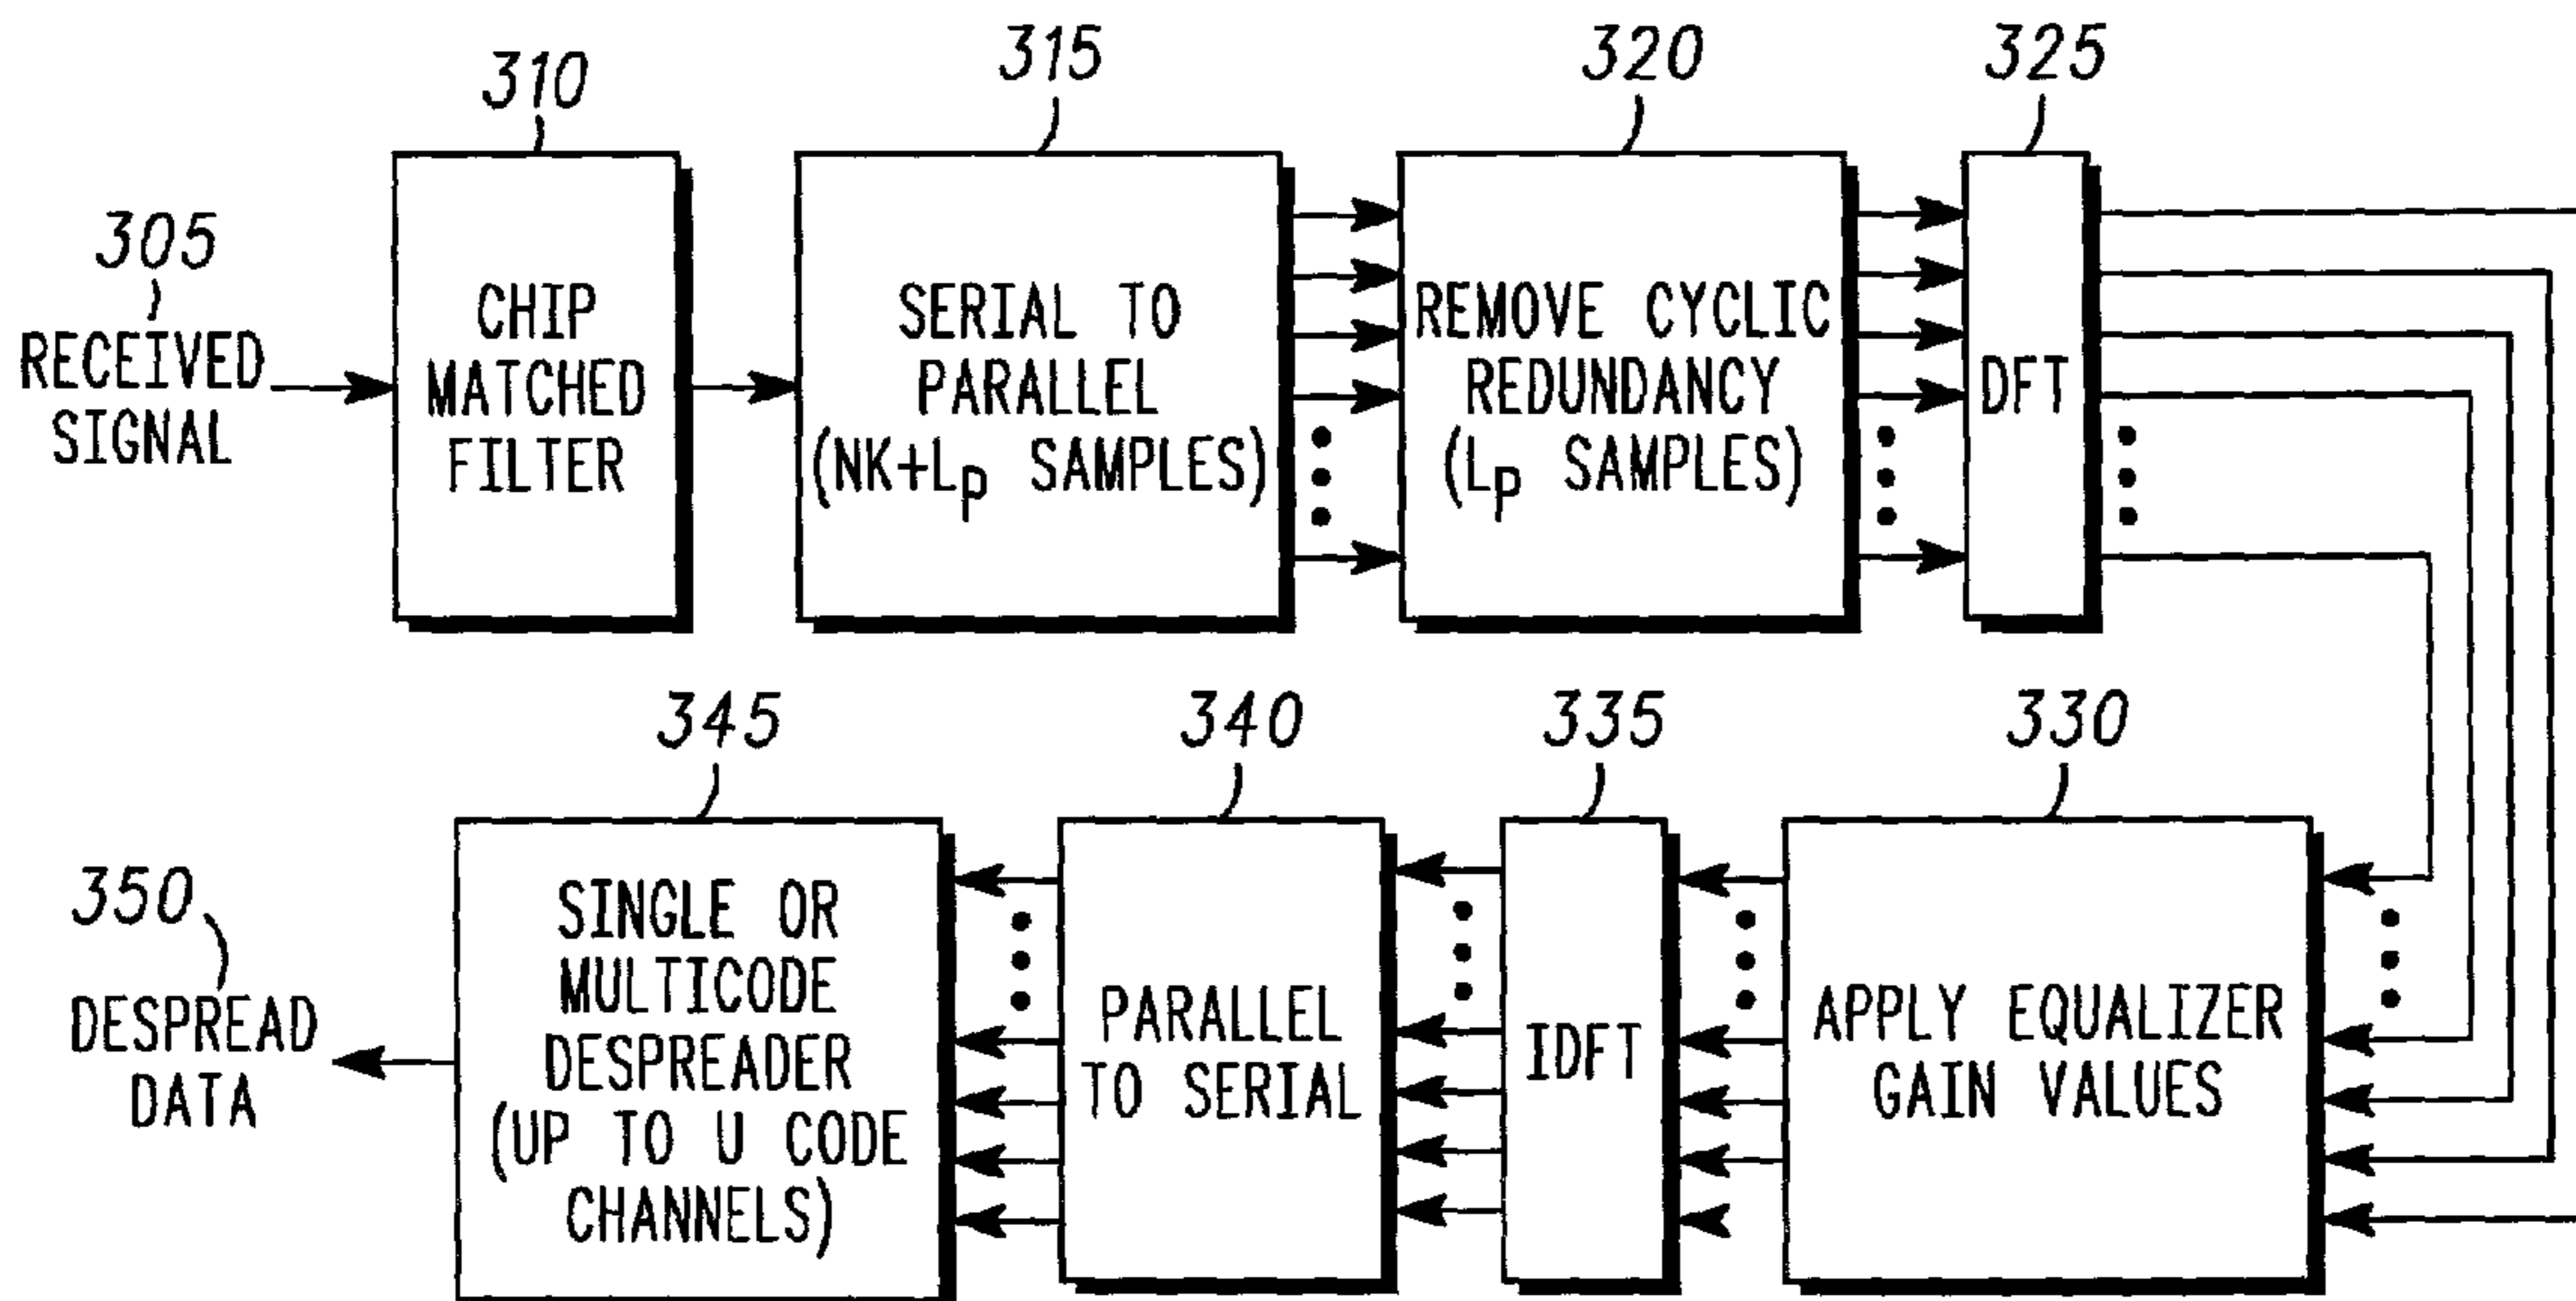 310
315
320
325
305
RECEIVED
SIGNAL
CHIP
MATCHED
FILTER
SERIAL TO
PARALLEL
(NK+Lp SAMPLES)
REMOVE CYCLIC
REDUNDANCY
(Lp SAMPLES)
DFT
345
340
335
330
350
DESPREAD
DATA
SINGLE OR
MULTICODE
DESPREADER
(UP TO U CODE
CHANNELS)
PARALLEL
TO SERIAL
IDFT
APPLY EQUALIZER
GAIN VALUES